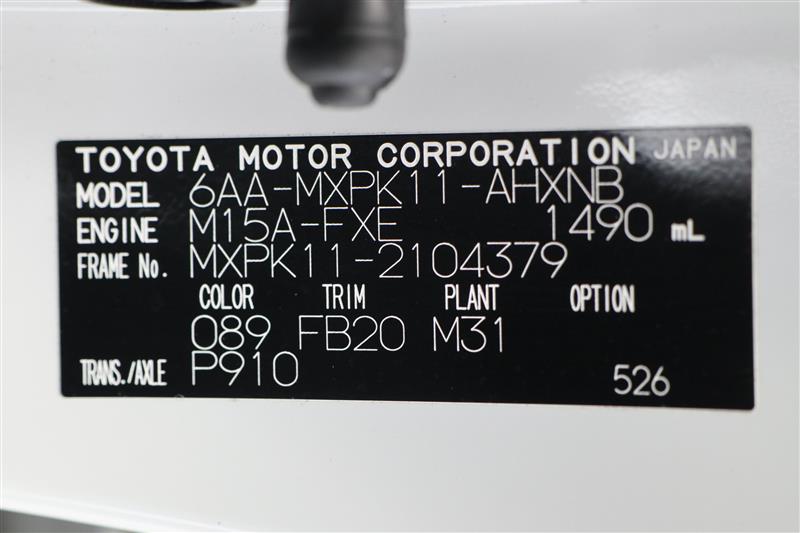 TOYOTA MOTOR CORPORATION JAPAN
MODEL 6AA-MXPK11-AHXNB
ENGINE M15A-FXE 1490 mL
FRAME No. MXPK11-2104379
COLOR TRIM PLANT OPTION
089 FB20 M31
TRANS./AXLE P910 526